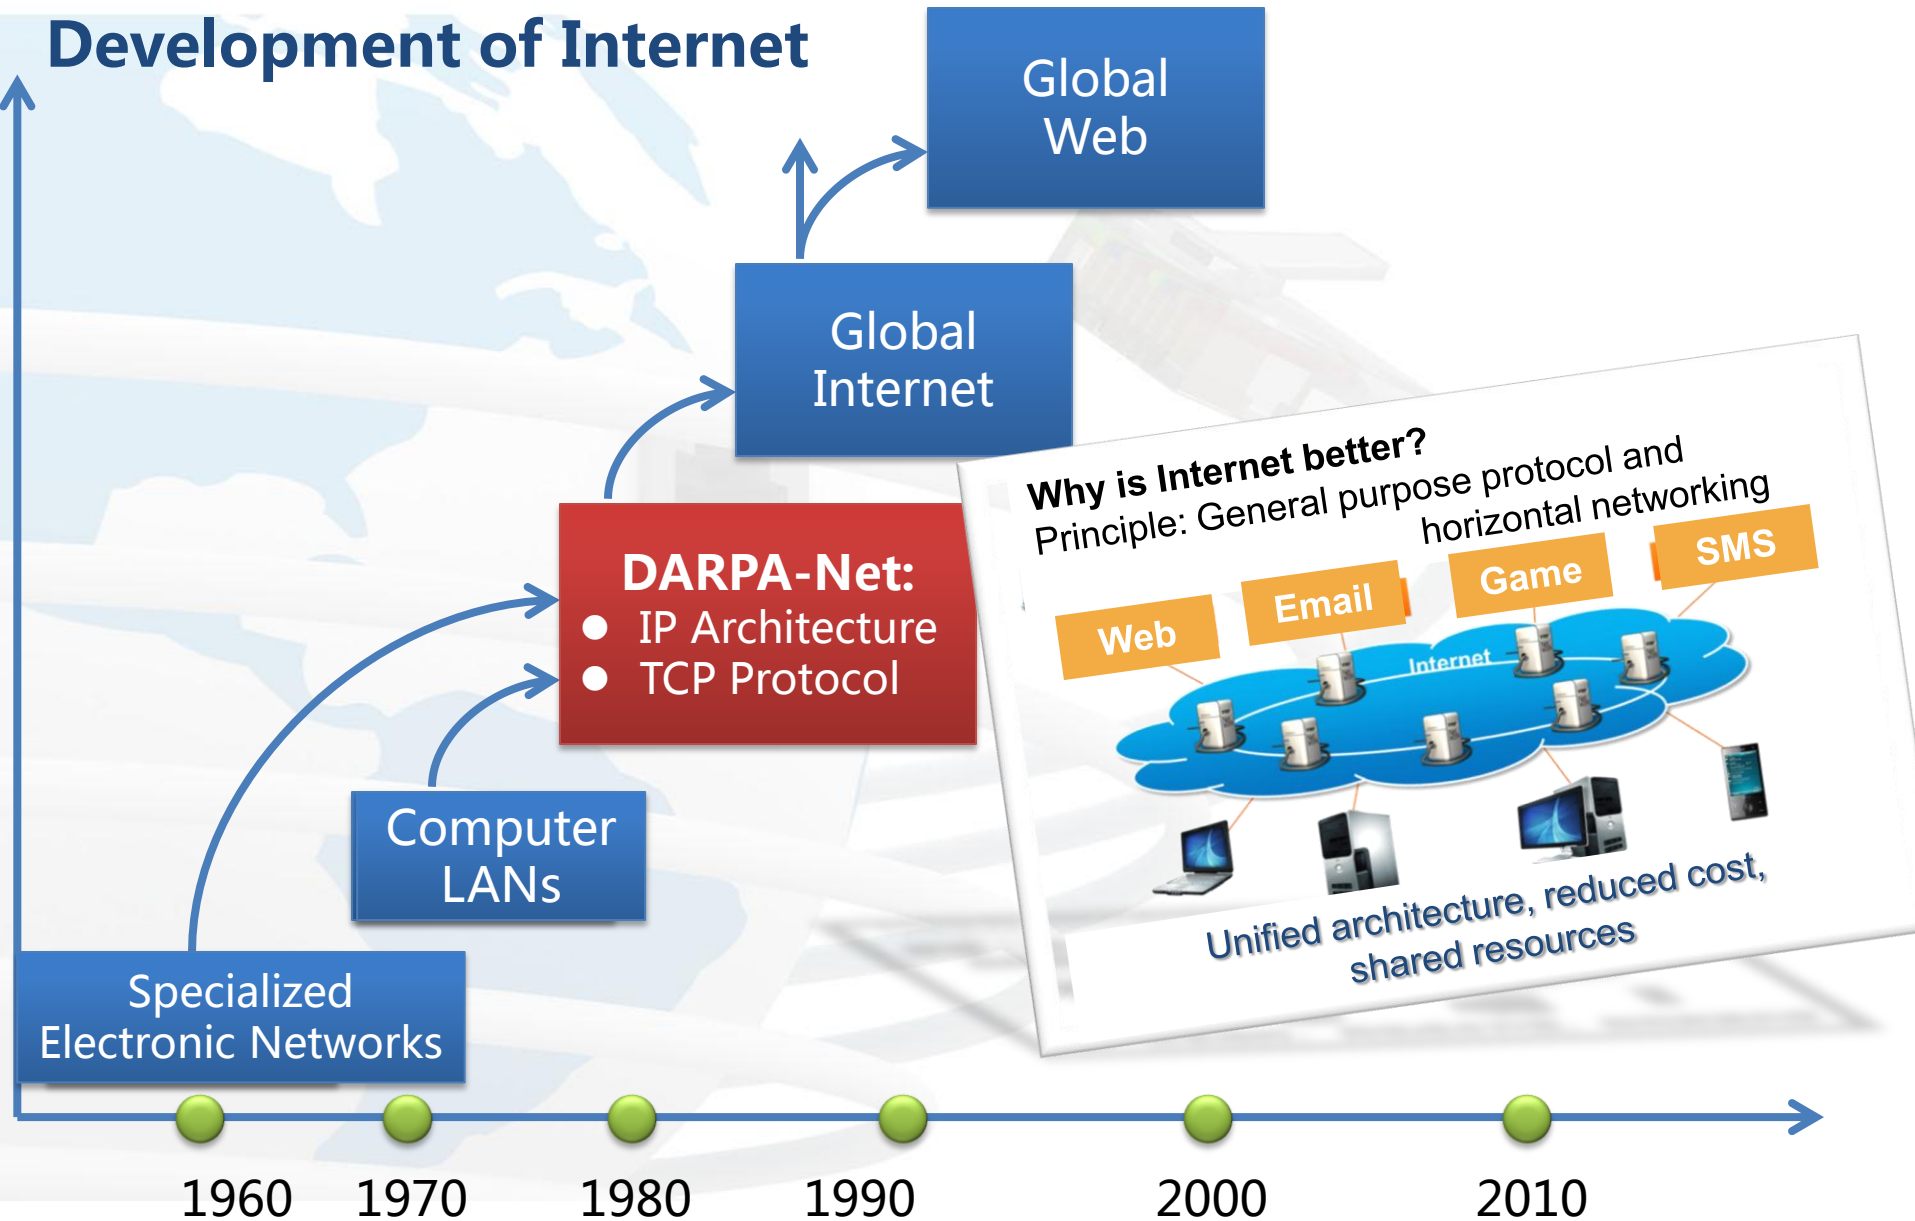 Development of Internet
Global
Web
Global
Internet
DARPA-Net:
● IP Architecture
● TCP Protocol
Computer
LANs
Specialized
Electronic Networks
Why is Internet better?
Principle: General purpose protocol and
horizontal networking
Web
Email
Game
SMS
Internet
Unified architecture, reduced cost,
shared resources
1960
1970
1980
1990
2000
2010